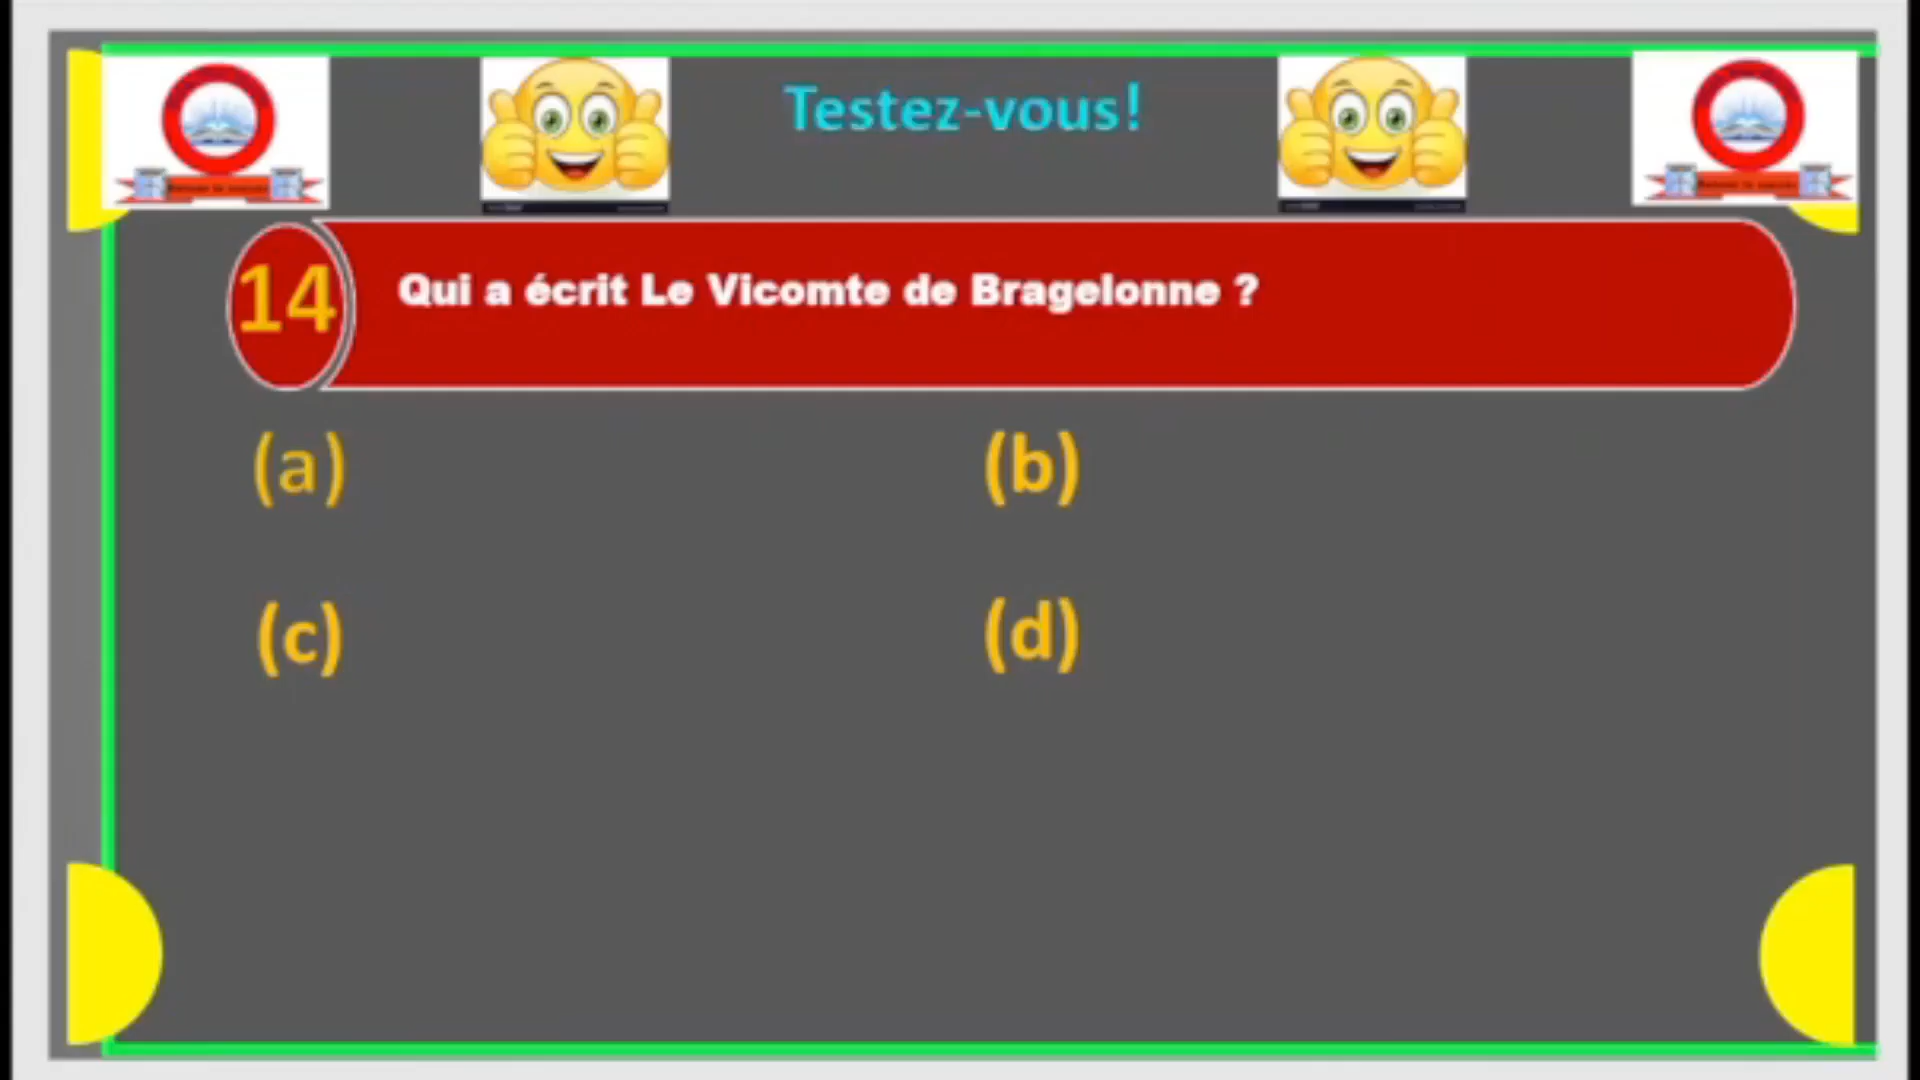 Testez-vous!
14
Qui a écrit Le Vicomte de Bragelonne ?
(a)
(b)
(c)
(d)